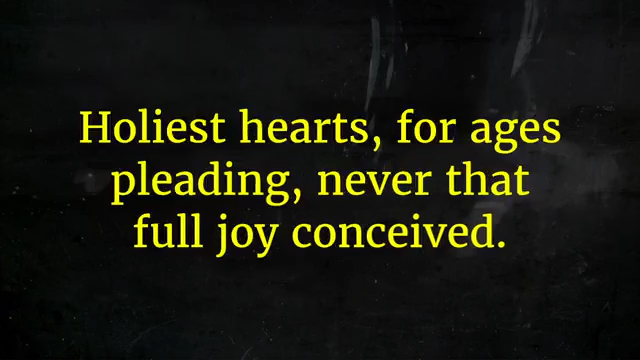 Holiest hearts, for ages
pleading, never that
full joy conceived.